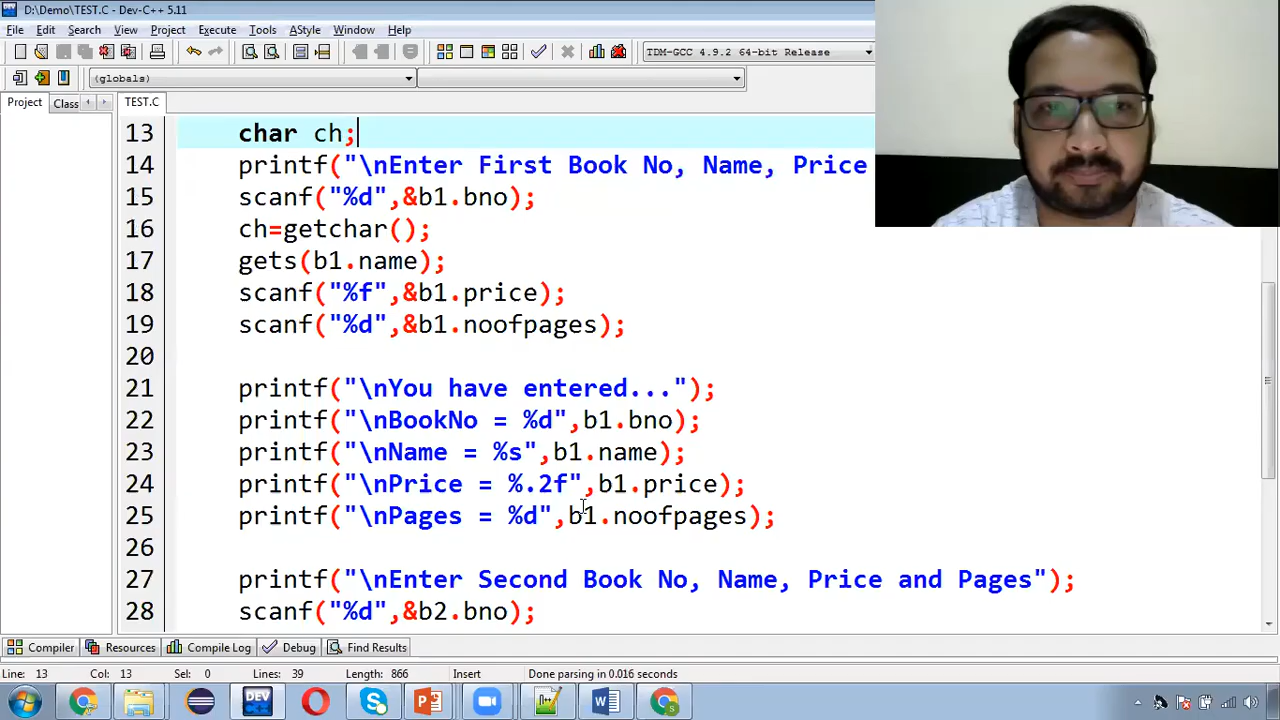 D:\Demo\TEST.C - Dev-C++ 5.11
File Edit Search View Project Execute Tools AStyle Window Help
TDM-GCC 4.9.2 64-bit Release
(globals)
Project Class TEST.C
13 char ch;
14 printf("\nEnter First Book No, Name, Price
15 scanf("%d",&b1.bno);
16 ch=getchar();
17 gets(b1.name);
18 scanf("%f",&b1.price);
19 scanf("%d",&b1.noofpages);
20
21 printf("\nYou have entered...");
22 printf("\nBookNo = %d",b1.bno);
23 printf("\nName = %s",b1.name);
24 printf("\nPrice = %.2f",b1.price);
25 printf("\nPages = %d",b1.noofpages);
26
27 printf("\nEnter Second Book No, Name, Price and Pages");
28 scanf("%d",&b2.bno);
Compiler Resources Compile Log Debug Find Results
Line: 13 Col: 13 Sel: 0 Lines: 39 Length: 866 Insert Done parsing in 0.016 seconds